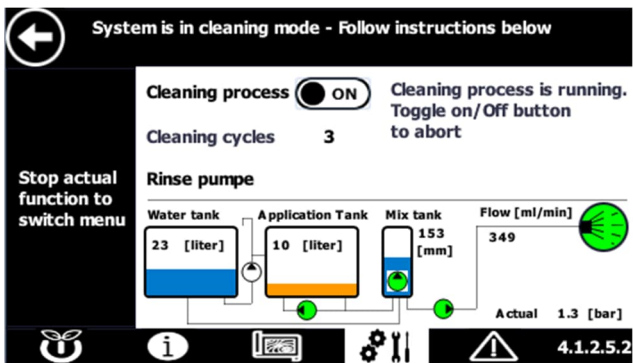 System is in cleaning mode - Follow instructions below
Cleaning process
ON
Cleaning process is running.
Toggle on/Off button
to abort
Cleaning cycles 3
Stop actual
function to
switch menu
Rinse pumpe
Water tank
23 [liter]
Application Tank
10 [liter]
Mix tank
153
[mm]
Flow [ml/min]
349
Actual 1.3 [bar]
i
4.1.2.5.2